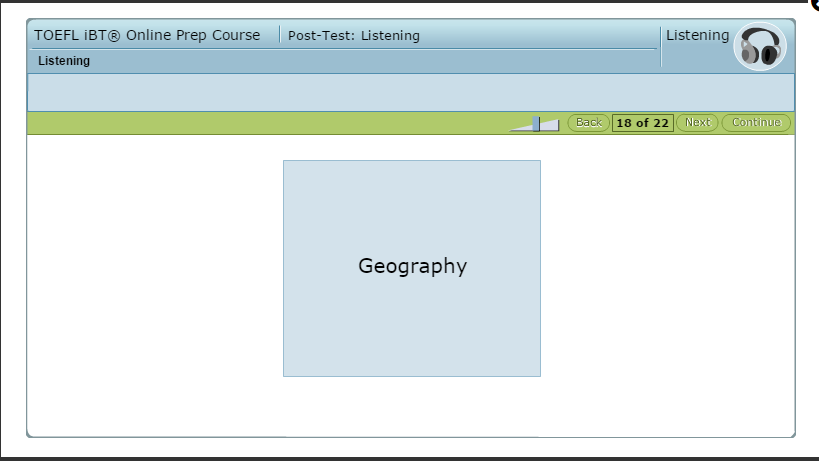 TOEFL iBT® Online Prep Course Post-Test: Listening Listening
Listening
Back 18 of 22 Next Continue
Geography